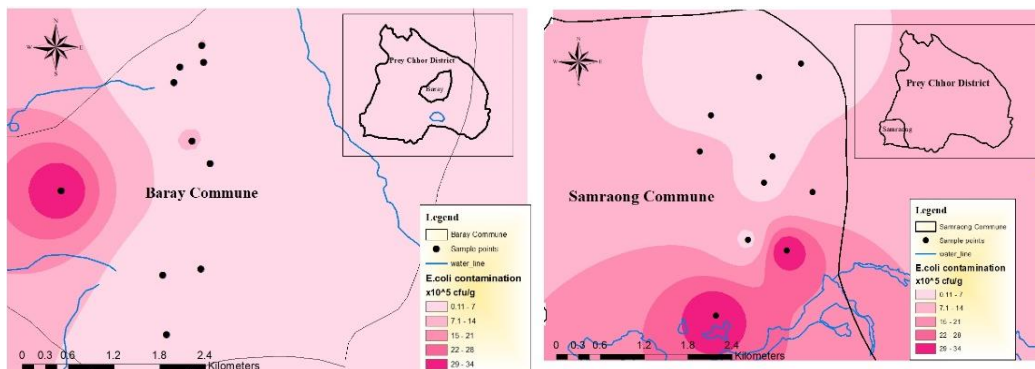 N
W
E
S
Prey Chhor District
Baray
Baray Commune
Legend
Baray Commune
Sample points
water_line
E.coli contamination
x10^5 cfu/g
0.11 - 7
7.1 - 14
15 - 21
22 - 28
29 - 34
0 0.3 0.6 1.2 1.8 2.4
Kilometers
N
W
E
S
Prey Chhor District
Samraong
Samraong Commune
Legend
Samraong Commune
Sample points
water_line
E.coli contamination
x10^5 cfu/g
0.11 - 7
7.1 - 14
15 - 21
22 - 28
29 - 34
0 0.3 0.6 1.2 1.8 2.4
Kilometers